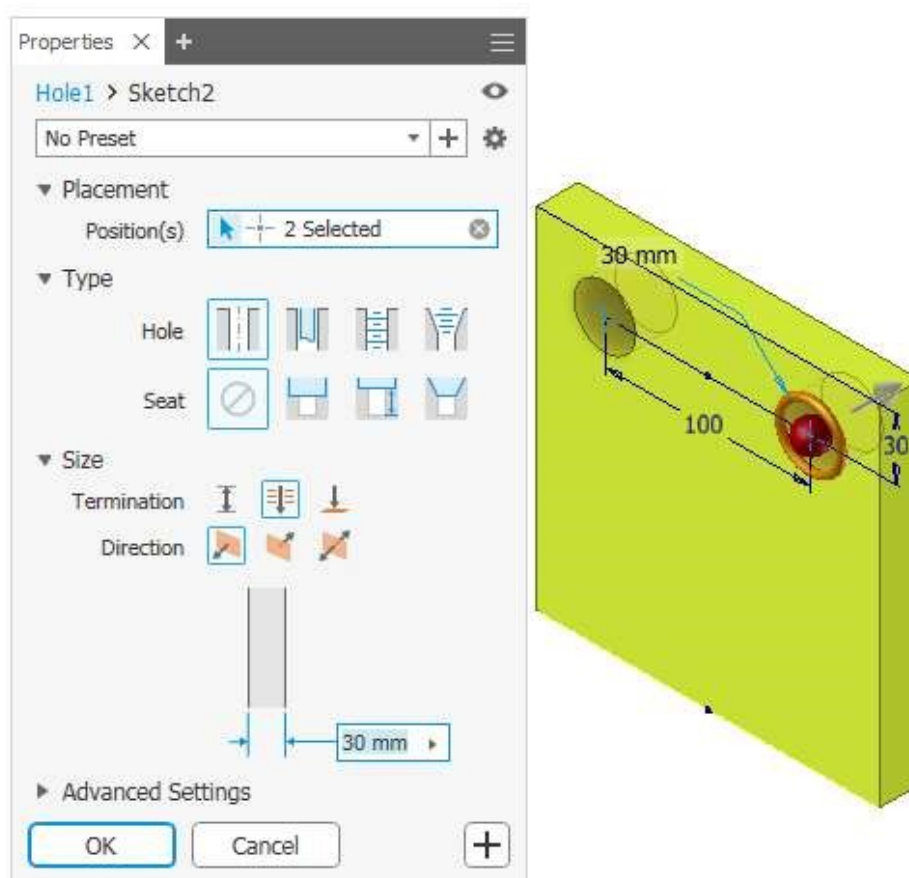 Properties
Hole1 > Sketch2
No Preset
Placement
Position(s) 2 Selected
Type
Hole
Seat
Size
Termination
Direction
30 mm
Advanced Settings
OK Cancel
30 mm
100
30